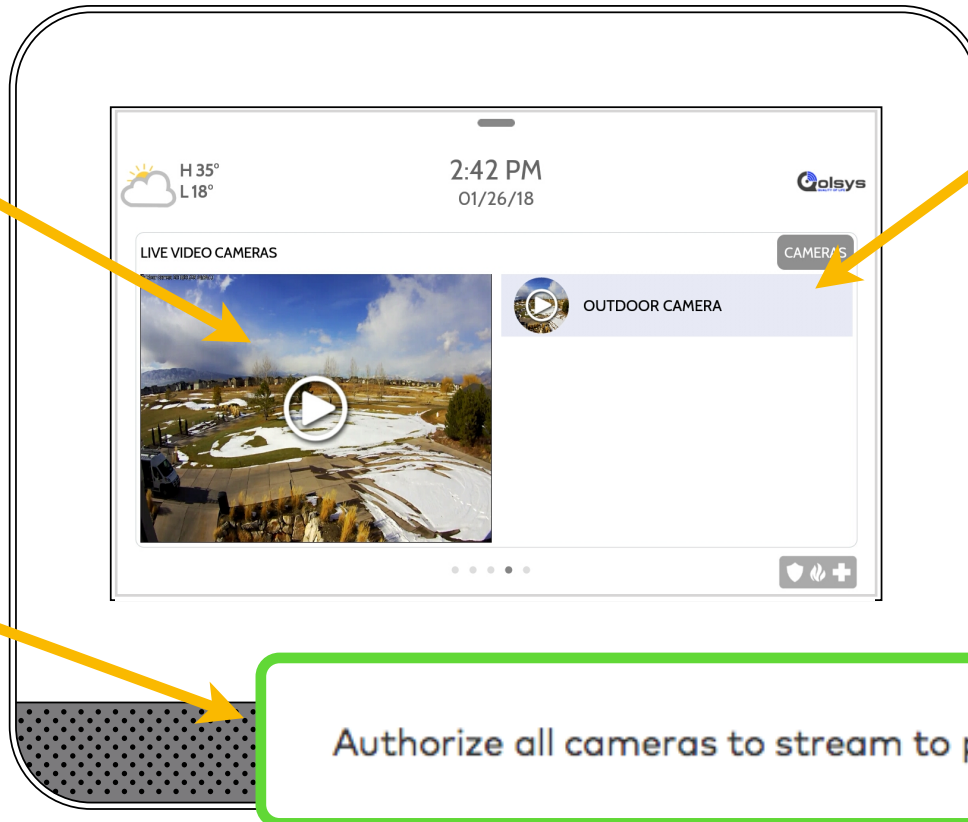 H 35°
L 18°
2:42 PM
01/26/18
Qolsys
LIVE VIDEO CAMERAS
CAMERAS
OUTDOOR CAMERA
Authorize all cameras to stream to p